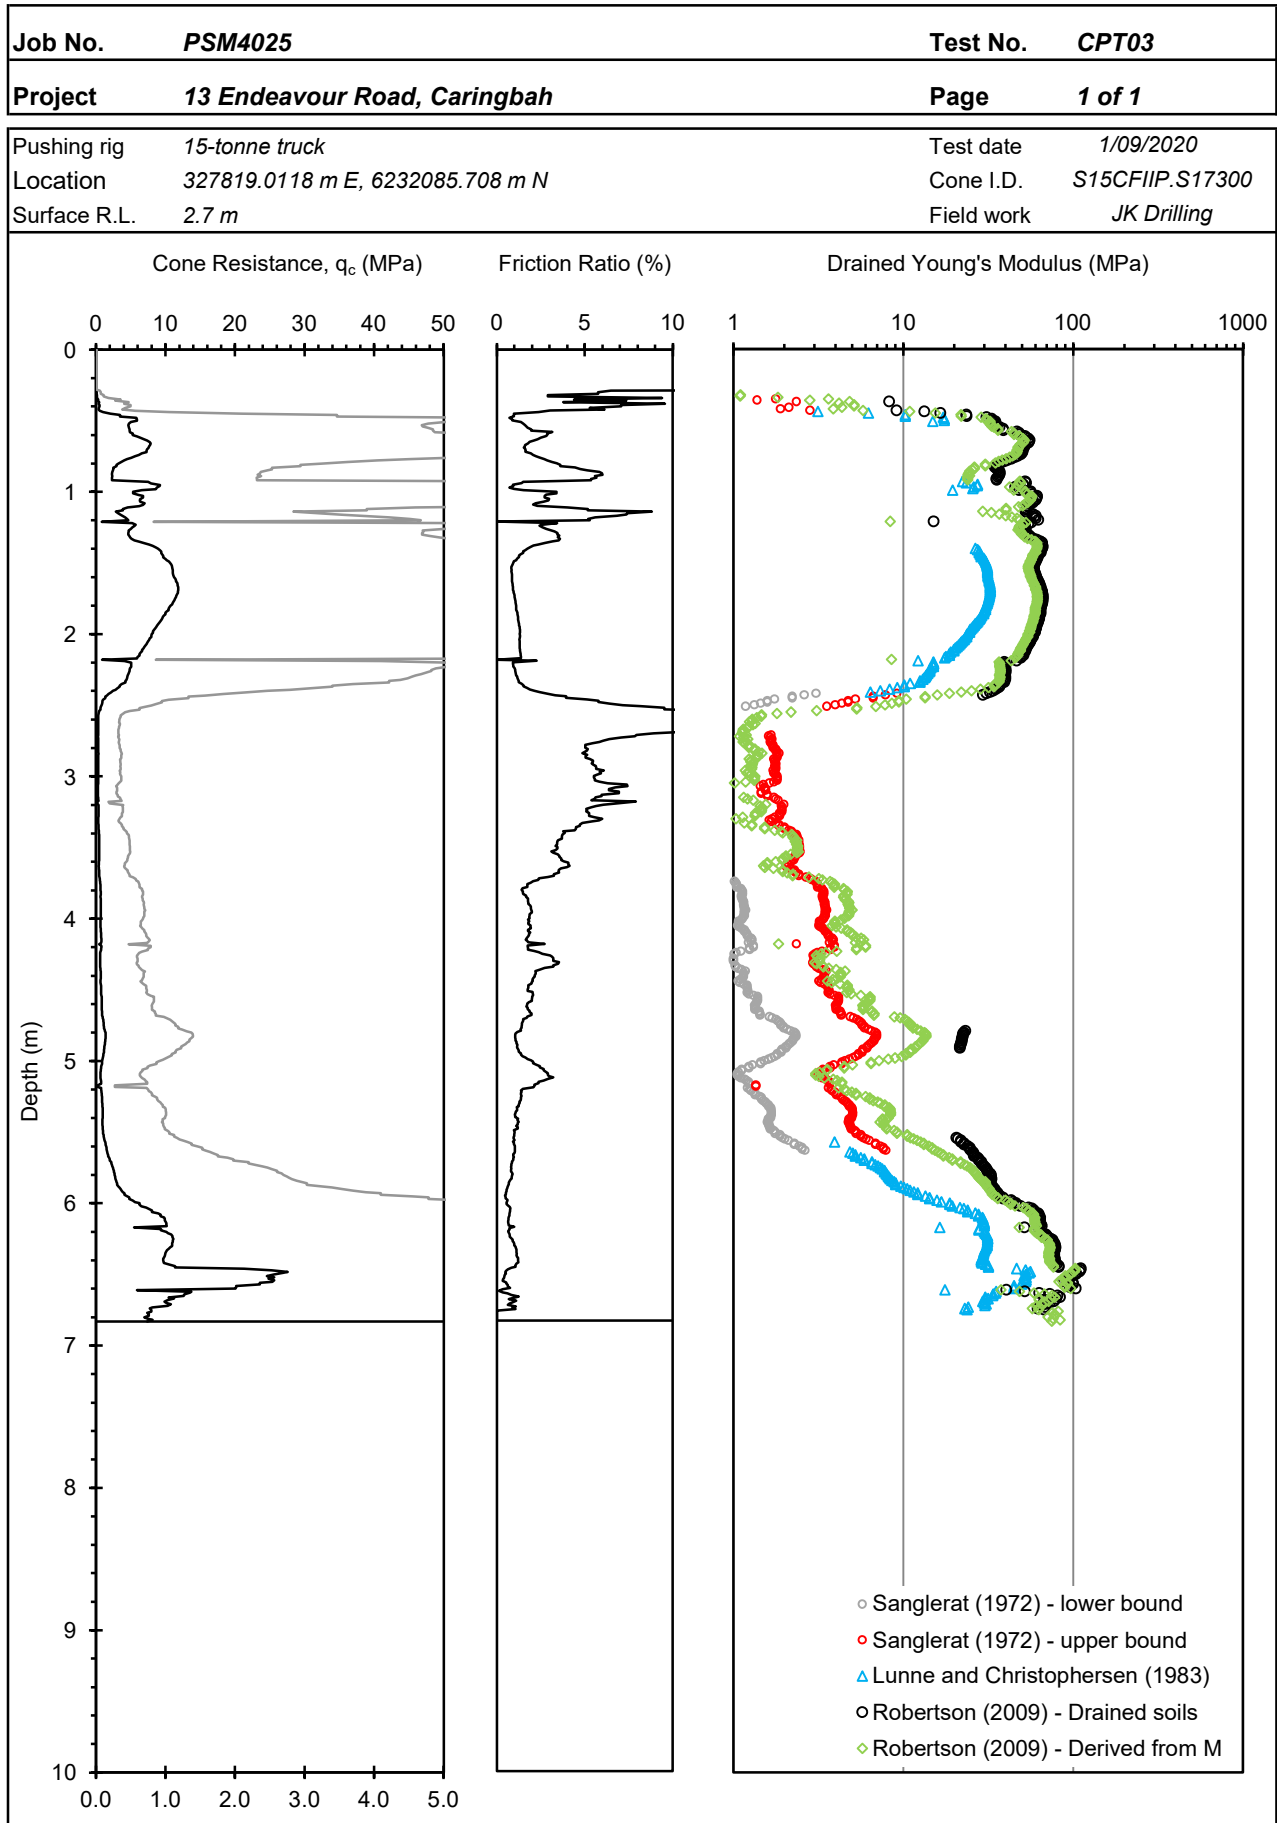 Job No. PSM4025 Test No. CPT03
Project 13 Endeavour Road, Caringbah Page 1 of 1
Pushing rig 15-tonne truck Test date 1/09/2020
Location 327819.0118 m E, 6232085.708 m N Cone I.D. S15CFIIP.S17300
Surface R.L. 2.7 m Field work JK Drilling
Cone Resistance, qc (MPa) Friction Ratio (%) Drained Young's Modulus (MPa)
0 10 20 30 40 50 0 5 10 1 10 100 1000
0
1
2
3
4
5
6
7
8
9
10
Depth (m)
Sanglerat (1972) - lower bound
Sanglerat (1972) - upper bound
Lunne and Christophersen (1983)
Robertson (2009) - Drained soils
Robertson (2009) - Derived from M
0.0 1.0 2.0 3.0 4.0 5.0